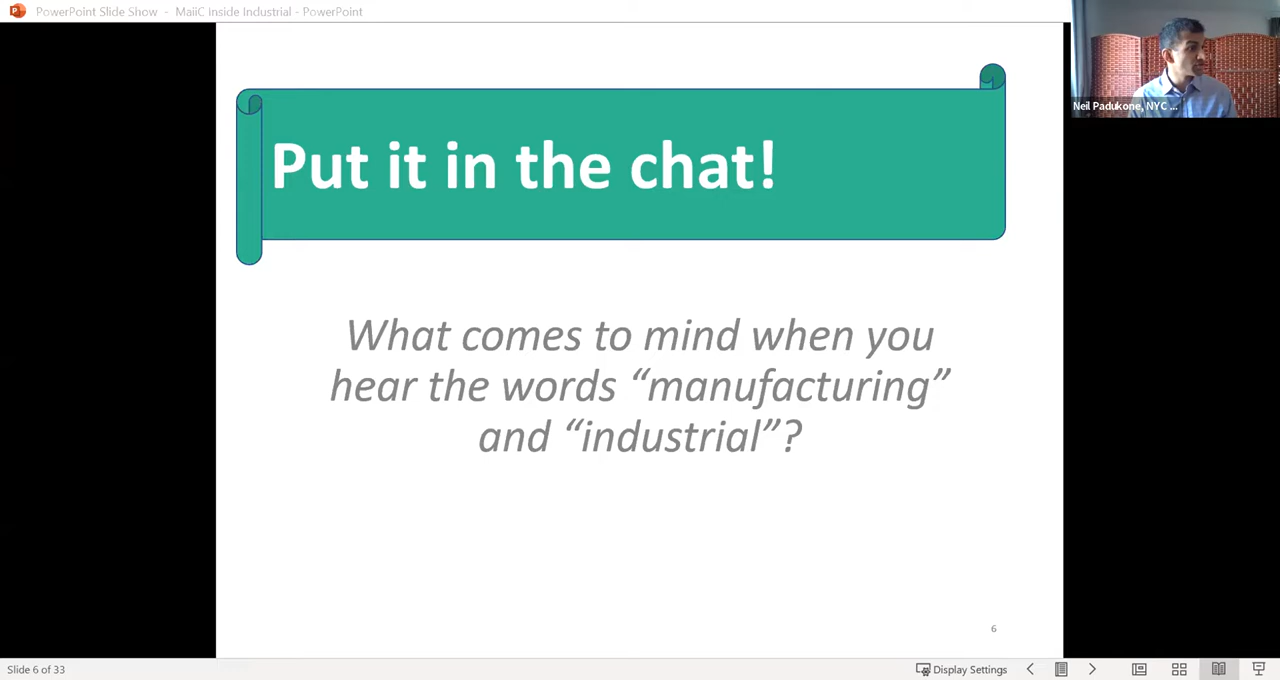 PowerPoint Slide Show - MaiiC Inside Industrial - PowerPoint
Neil Padukone, NYC ...
Put it in the chat!
What comes to mind when you
hear the words “manufacturing”
and “industrial”?
6
Slide 6 of 33
Display Settings